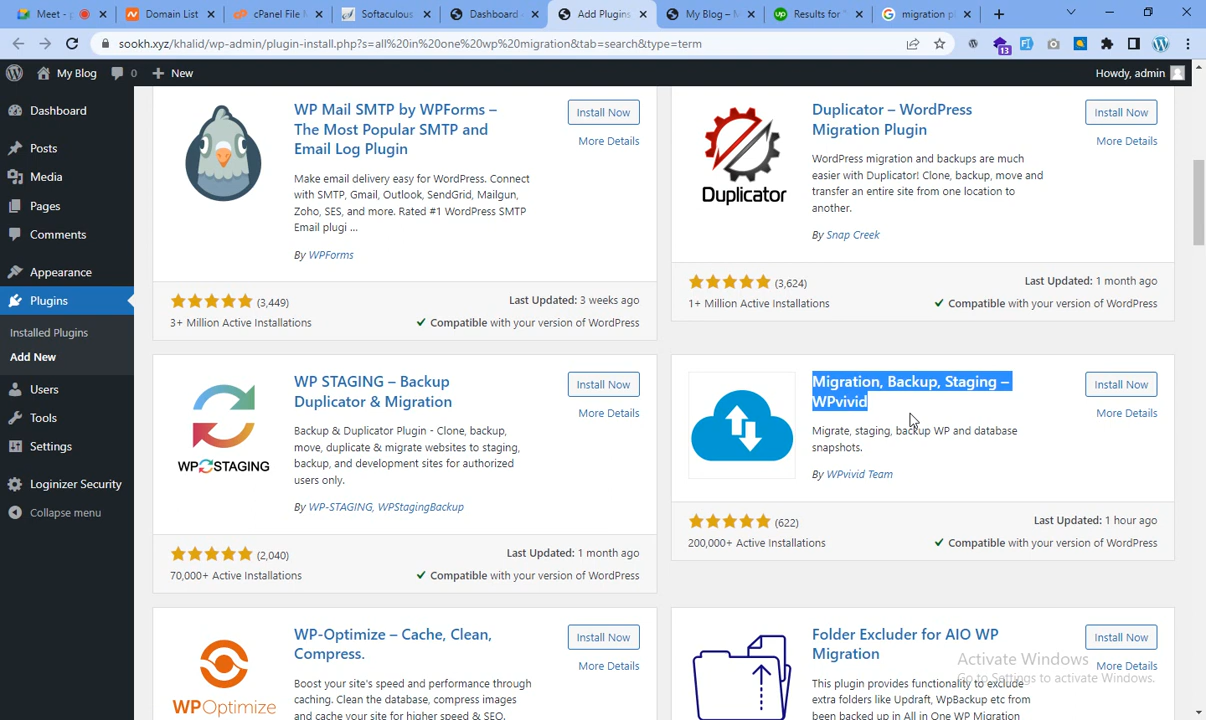 Meet - p
Domain List
cPanel File M
Softaculous
Dashboard
Add Plugins
My Blog – M
Results for "
migration pl
sookh.xyz/khalid/wp-admin/plugin-install.php?s=all%20in%20one%20wp%20migration&tab=search&type=term
13
My Blog
0
New
Howdy, admin
Dashboard
Posts
Media
Pages
Comments
Appearance
Plugins
Installed Plugins
Add New
Users
Tools
Settings
Loginizer Security
Collapse menu
WP Mail SMTP by WPForms –
The Most Popular SMTP and
Email Log Plugin
Install Now
More Details
Make email delivery easy for WordPress. Connect
with SMTP, Gmail, Outlook, SendGrid, Mailgun,
Zoho, SES, and more. Rated #1 WordPress SMTP
Email plugi ...
By WPForms
(3,449)
Last Updated: 3 weeks ago
3+ Million Active Installations
Compatible with your version of WordPress
Duplicator
Duplicator – WordPress
Migration Plugin
Install Now
More Details
WordPress migration and backups are much
easier with Duplicator! Clone, backup, move and
transfer an entire site from one location to
another.
By Snap Creek
(3,624)
Last Updated: 1 month ago
1+ Million Active Installations
Compatible with your version of WordPress
WP STAGING
WP STAGING – Backup
Duplicator & Migration
Install Now
More Details
Backup & Duplicator Plugin - Clone, backup,
move, duplicate & migrate websites to staging,
backup, and development sites for authorized
users only.
By WP-STAGING, WPStagingBackup
(2,040)
Last Updated: 1 month ago
70,000+ Active Installations
Compatible with your version of WordPress
Migration, Backup, Staging –
WPvivid
Install Now
More Details
Migrate, staging, backup WP and database
snapshots.
By WPvivid Team
(622)
Last Updated: 1 hour ago
200,000+ Active Installations
Compatible with your version of WordPress
WPOptimize
WP-Optimize – Cache, Clean,
Compress.
Install Now
More Details
Boost your site's speed and performance through
caching. Clean the database, compress images
and cache your site for higher speed & SEO.
Folder Excluder for AIO WP
Migration
Install Now
More Details
This plugin provides functionality to exclude
extra folders like Updraft, WpBackup etc from
been backed up in All in One WP Migration
Activate Windows
Go to Settings to activate Windows.